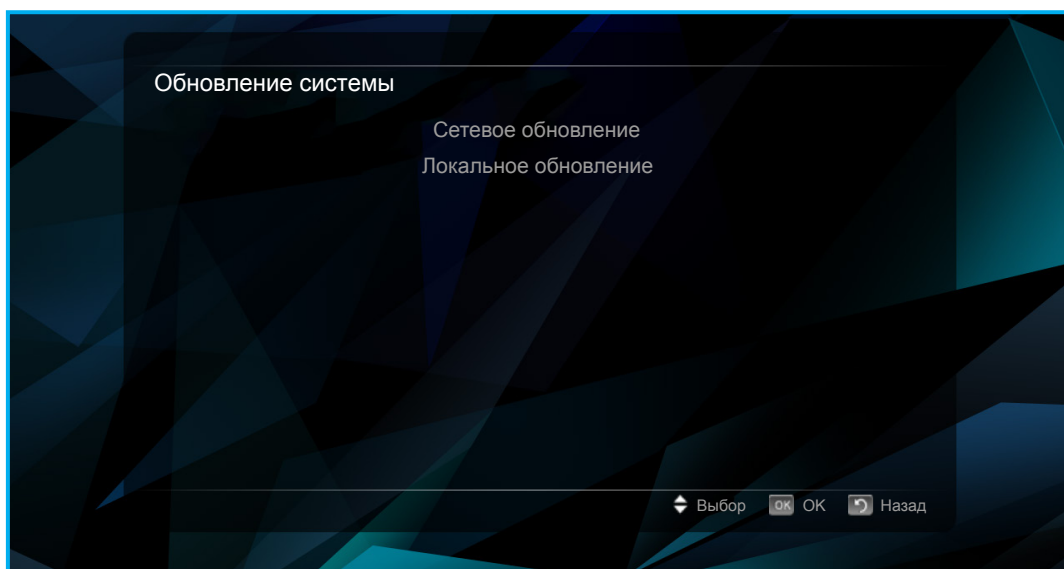 Обновление системы
Сетевое обновление
Локальное обновление
Выбор OK OK Назад